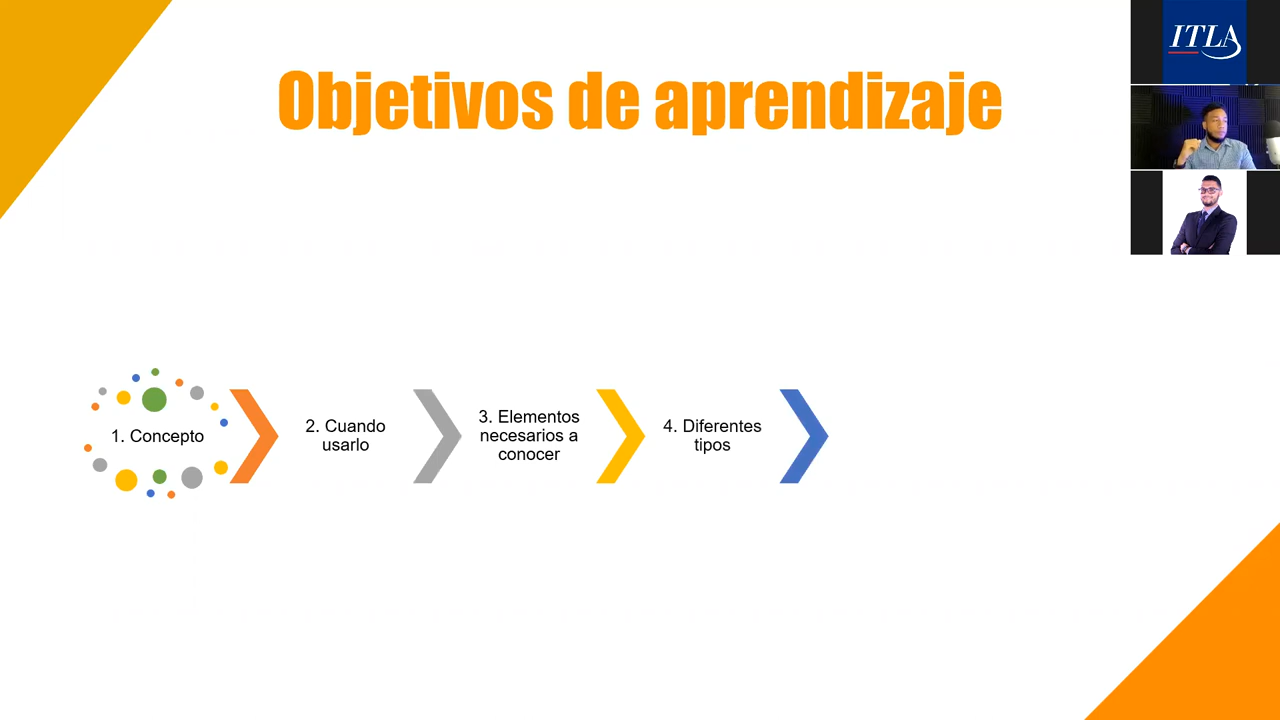 Objetivos de aprendizaje
ITLA
1. Concepto
2. Cuando
usarlo
3. Elementos
necesarios a
conocer
4. Diferentes
tipos